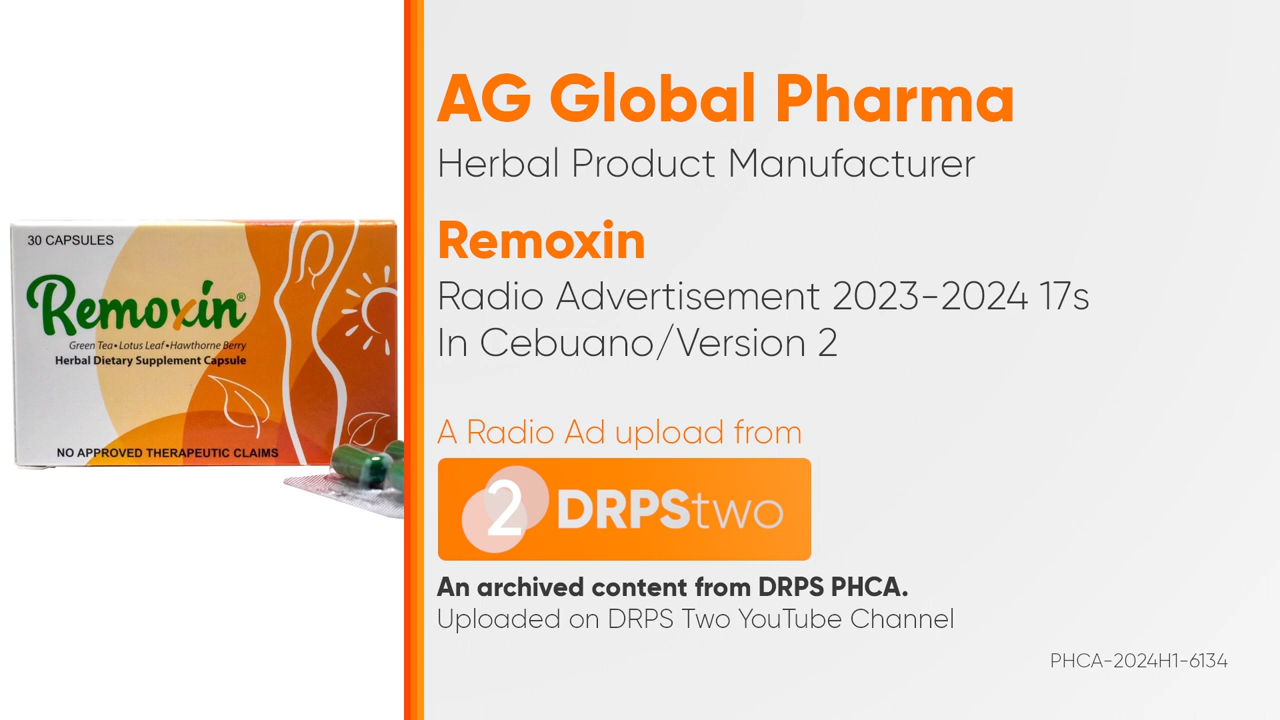 30 CAPSULES
Remoxin®
Green Tea•Lotus Leaf•Hawthorne Berry
Herbal Dietary Supplement Capsule
NO APPROVED THERAPEUTIC CLAIMS
AG Global Pharma
Herbal Product Manufacturer
Remoxin
Radio Advertisement 2023-2024 17s
In Cebuano/Version 2
A Radio Ad upload from
2 DRPStwo
An archived content from DRPS PHCA.
Uploaded on DRPS Two YouTube Channel
PHCA-2024H1-6134